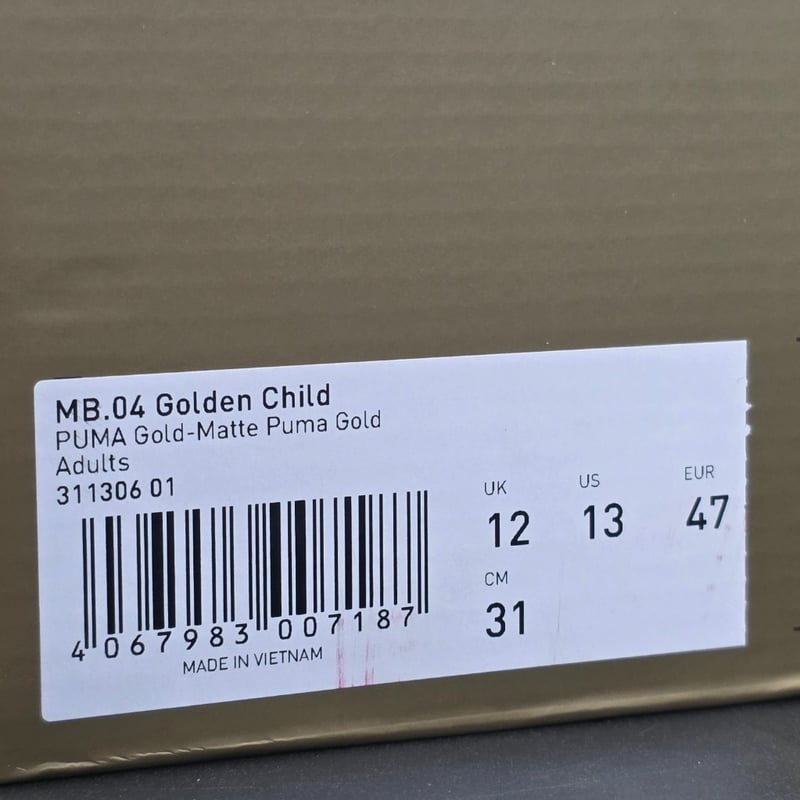 MB.04 Golden Child
PUMA Gold-Matte Puma Gold
Adults
311306 01
4 067983 007187
MADE IN VIETNAM
UK US EUR
12 13 47
CM
31